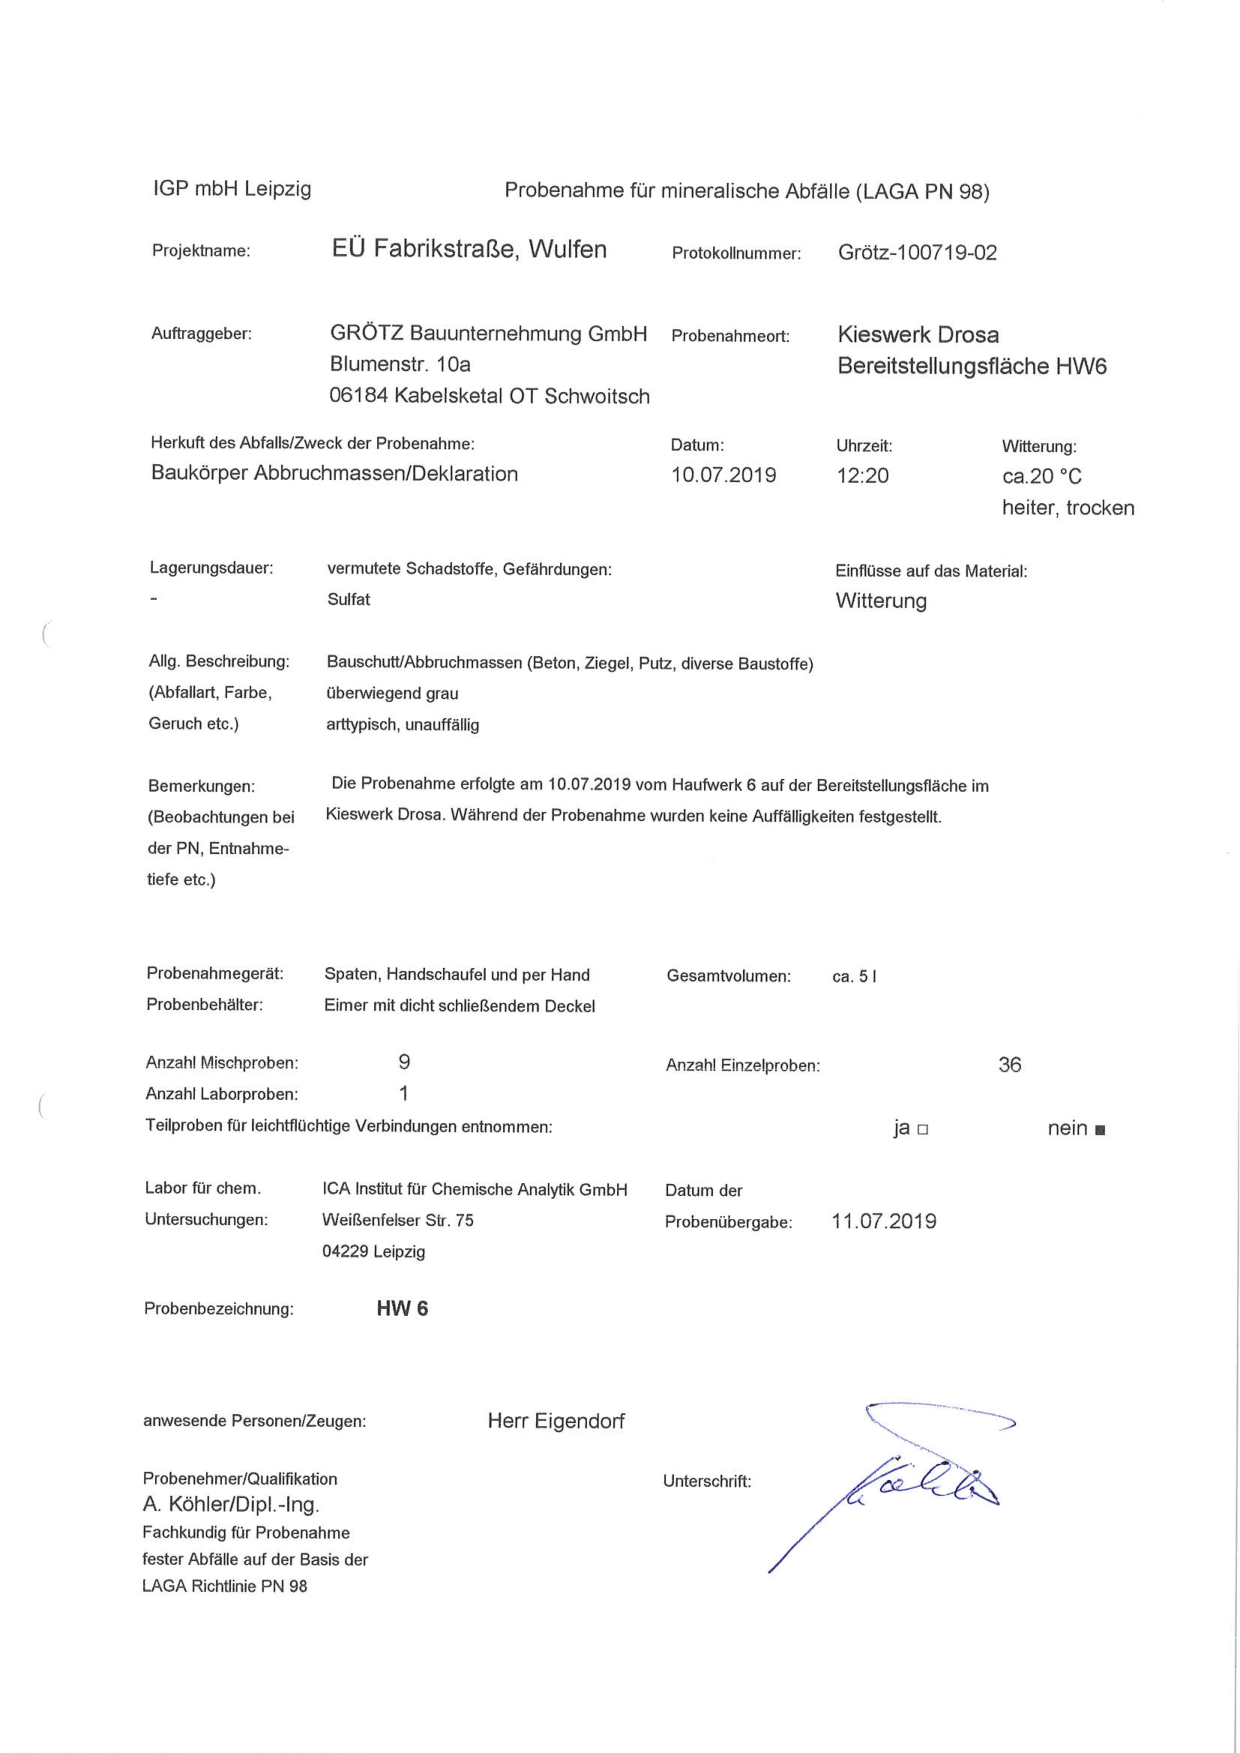 IGP mbH Leipzig Probenahme für mineralische Abfälle (LAGA PN 98)
Projektname: EÜ Fabrikstraße, Wulfen Protokollnummer: Grötz-100719-02
Auftraggeber: GRÖTZ Bauunternehmung GmbH Probenahmeort: Kieswerk Drosa
Blumenstr. 10a Bereitstellungsfläche HW6
06184 Kabelsketal OT Schwoitsch
Herkuft des Abfalls/Zweck der Probenahme: Datum: Uhrzeit: Witterung:
Baukörper Abbruchmassen/Deklaration 10.07.2019 12:20 ca.20 °C
heiter, trocken
Lagerungsdauer: vermutete Schadstoffe, Gefährdungen: Einflüsse auf das Material:
- Sulfat Witterung
Allg. Beschreibung: Bauschutt/Abbruchmassen (Beton, Ziegel, Putz, diverse Baustoffe)
(Abfallart, Farbe, überwiegend grau
Geruch etc.) arttypisch, unauffällig
Bemerkungen: Die Probenahme erfolgte am 10.07.2019 vom Haufwerk 6 auf der Bereitstellungsfläche im
(Beobachtungen bei Kieswerk Drosa. Während der Probenahme wurden keine Auffälligkeiten festgestellt.
der PN, Entnahme-
tiefe etc.)
Probenahmegerät: Spaten, Handschaufel und per Hand Gesamtvolumen: ca. 5 l
Probenbehälter: Eimer mit dicht schließendem Deckel
Anzahl Mischproben: 9 Anzahl Einzelproben: 36
Anzahl Laborproben: 1
Teilproben für leichtflüchtige Verbindungen entnommen: ja □ nein ■
Labor für chem. ICA Institut für Chemische Analytik GmbH Datum der
Untersuchungen: Weißenfelser Str. 75 Probenübergabe: 11.07.2019
04229 Leipzig
Probenbezeichnung: HW 6
anwesende Personen/Zeugen: Herr Eigendorf
Probenehmer/Qualifikation Unterschrift: Köhler
A. Köhler/Dipl.-Ing.
Fachkundig für Probenahme
fester Abfälle auf der Basis der
LAGA Richtlinie PN 98